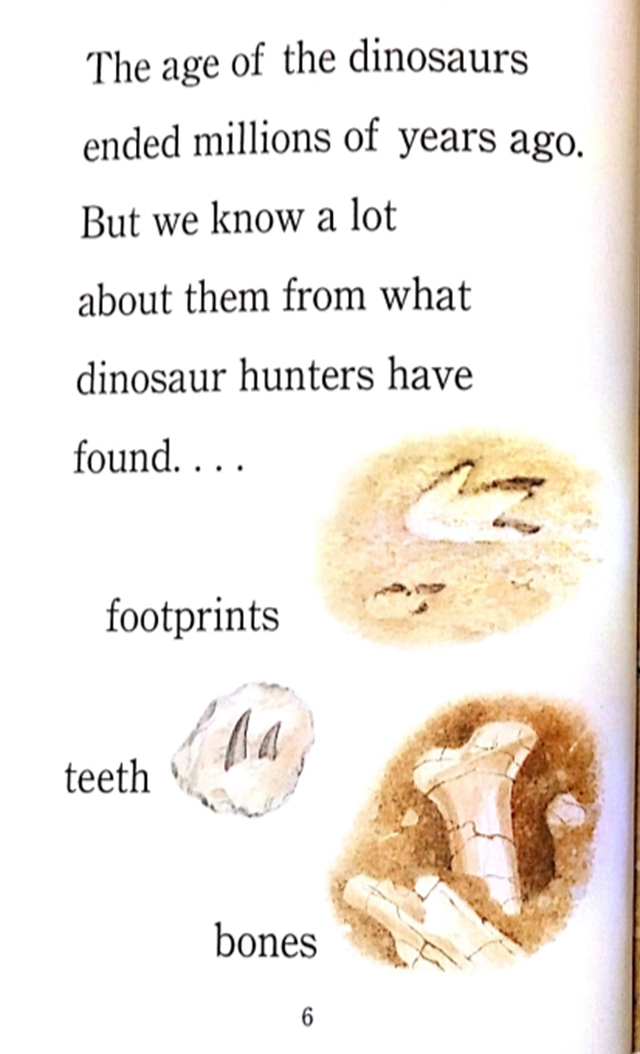 The age of the dinosaurs
ended millions of years ago.
But we know a lot
about them from what
dinosaur hunters have
found. . . .
footprints
teeth
bones
6